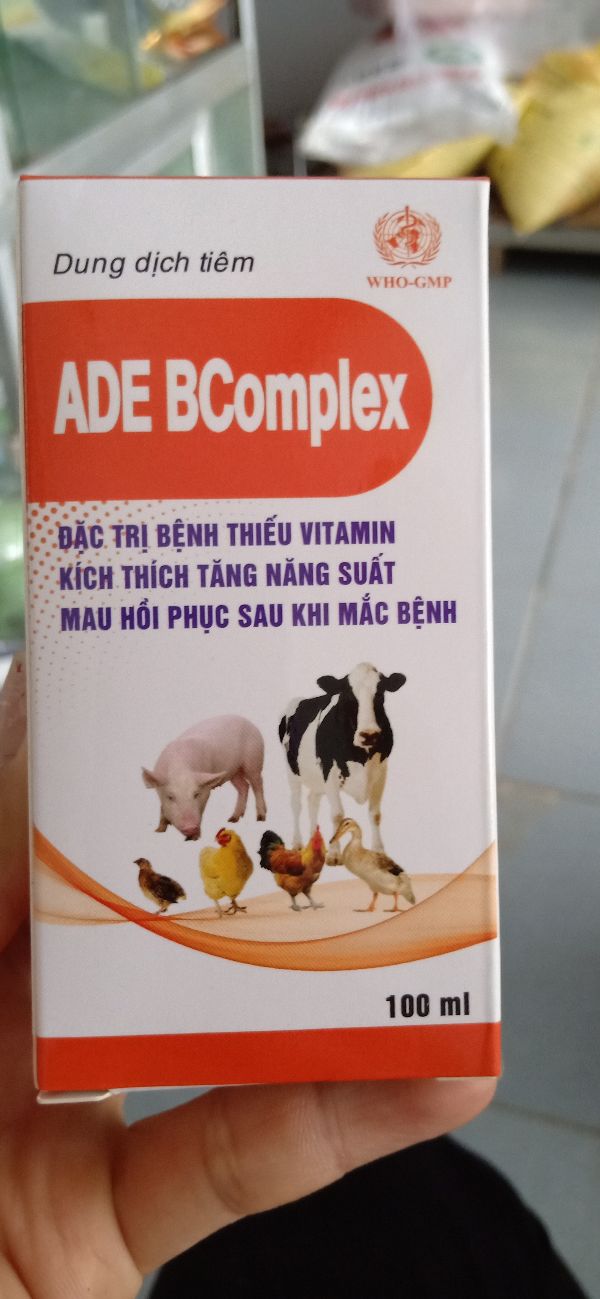 Dung dịch tiêm
WHO-GMP
ADE BComplex
ĐẶC TRỊ BỆNH THIẾU VITAMIN
KÍCH THÍCH TĂNG NĂNG SUẤT
MAU HỒI PHỤC SAU KHI MẮC BỆNH
100 ml